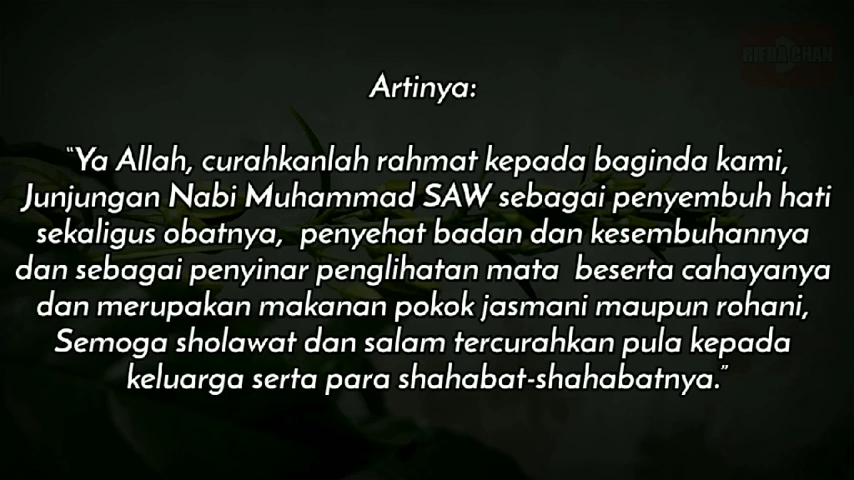 RIFDA CHAN
Artinya:
"Ya Allah, curahkanlah rahmat kepada baginda kami,
Junjungan Nabi Muhammad SAW sebagai penyembuh hati
sekaligus obatnya, penyehat badan dan kesembuhannya
dan sebagai penyinar penglihatan mata beserta cahayanya
dan merupakan makanan pokok jasmani maupun rohani,
Semoga sholawat dan salam tercurahkan pula kepada
keluarga serta para shahabat-shahabatnya."